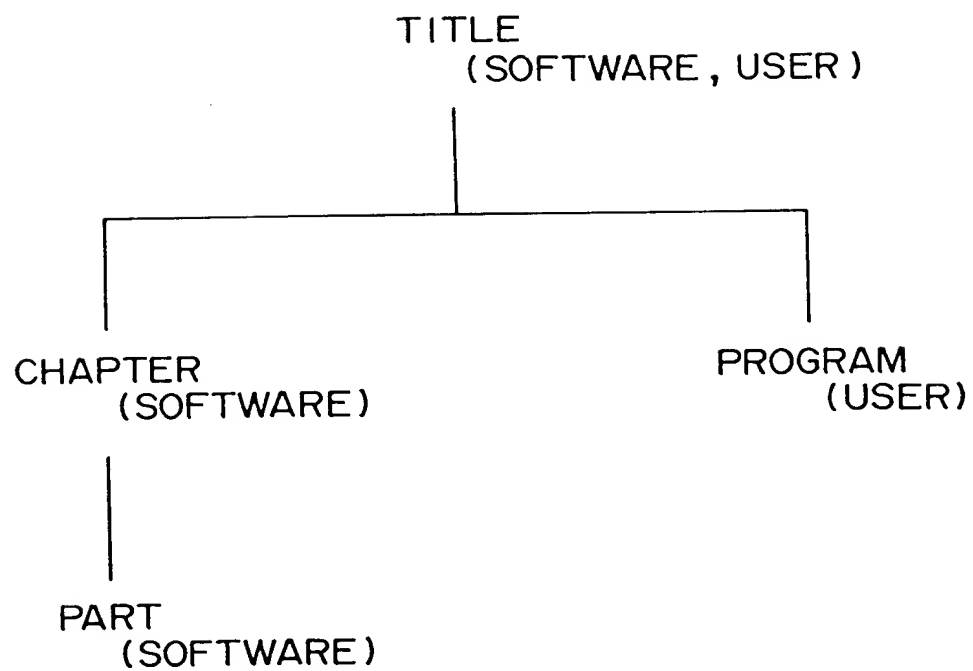 TITLE
(SOFTWARE, USER)
CHAPTER
(SOFTWARE)
PROGRAM
(USER)
PART
(SOFTWARE)